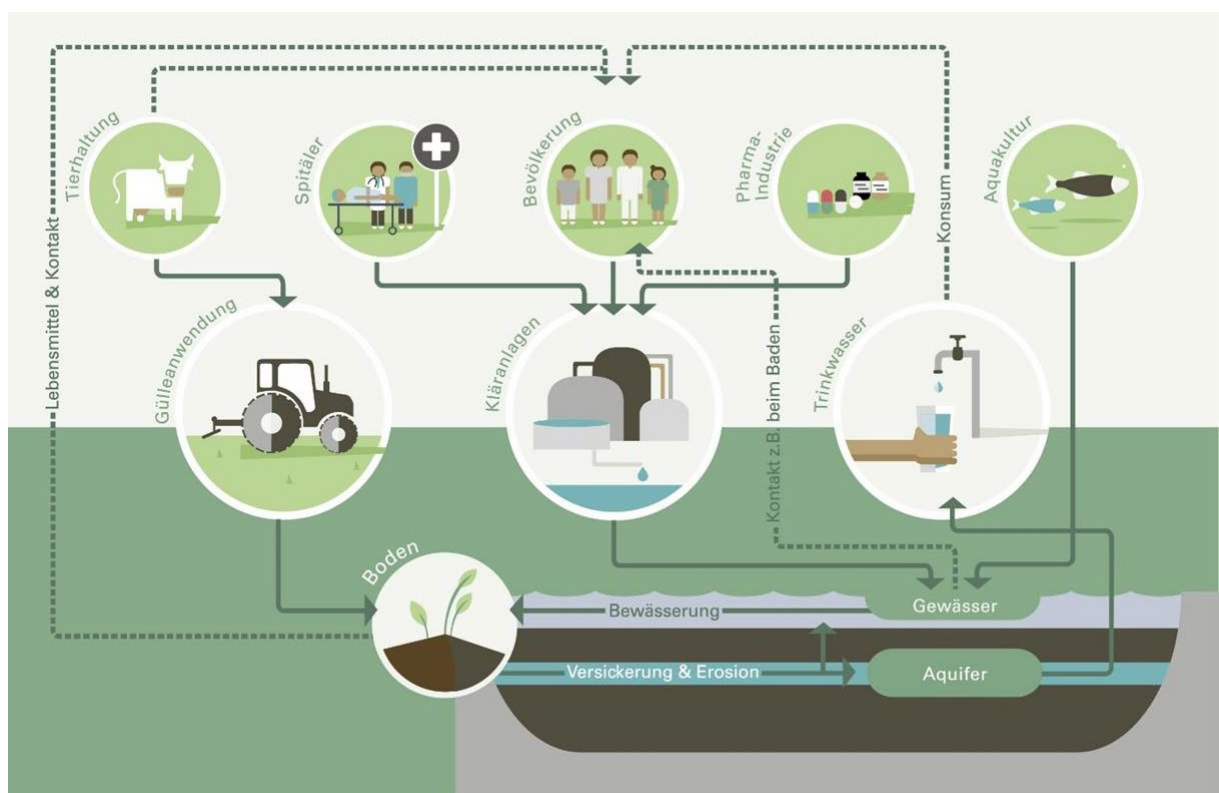 Tierhaltung
Spitäler
Bevölkerung
Pharma-
Industrie
Aquakultur
Lebensmittel & Kontakt
Konsum
Gülleanwendung
Kläranlagen
Kontakt z.B. beim Baden
Trinkwasser
Boden
Bewässerung
Gewässer
Versickerung & Erosion
Aquifer